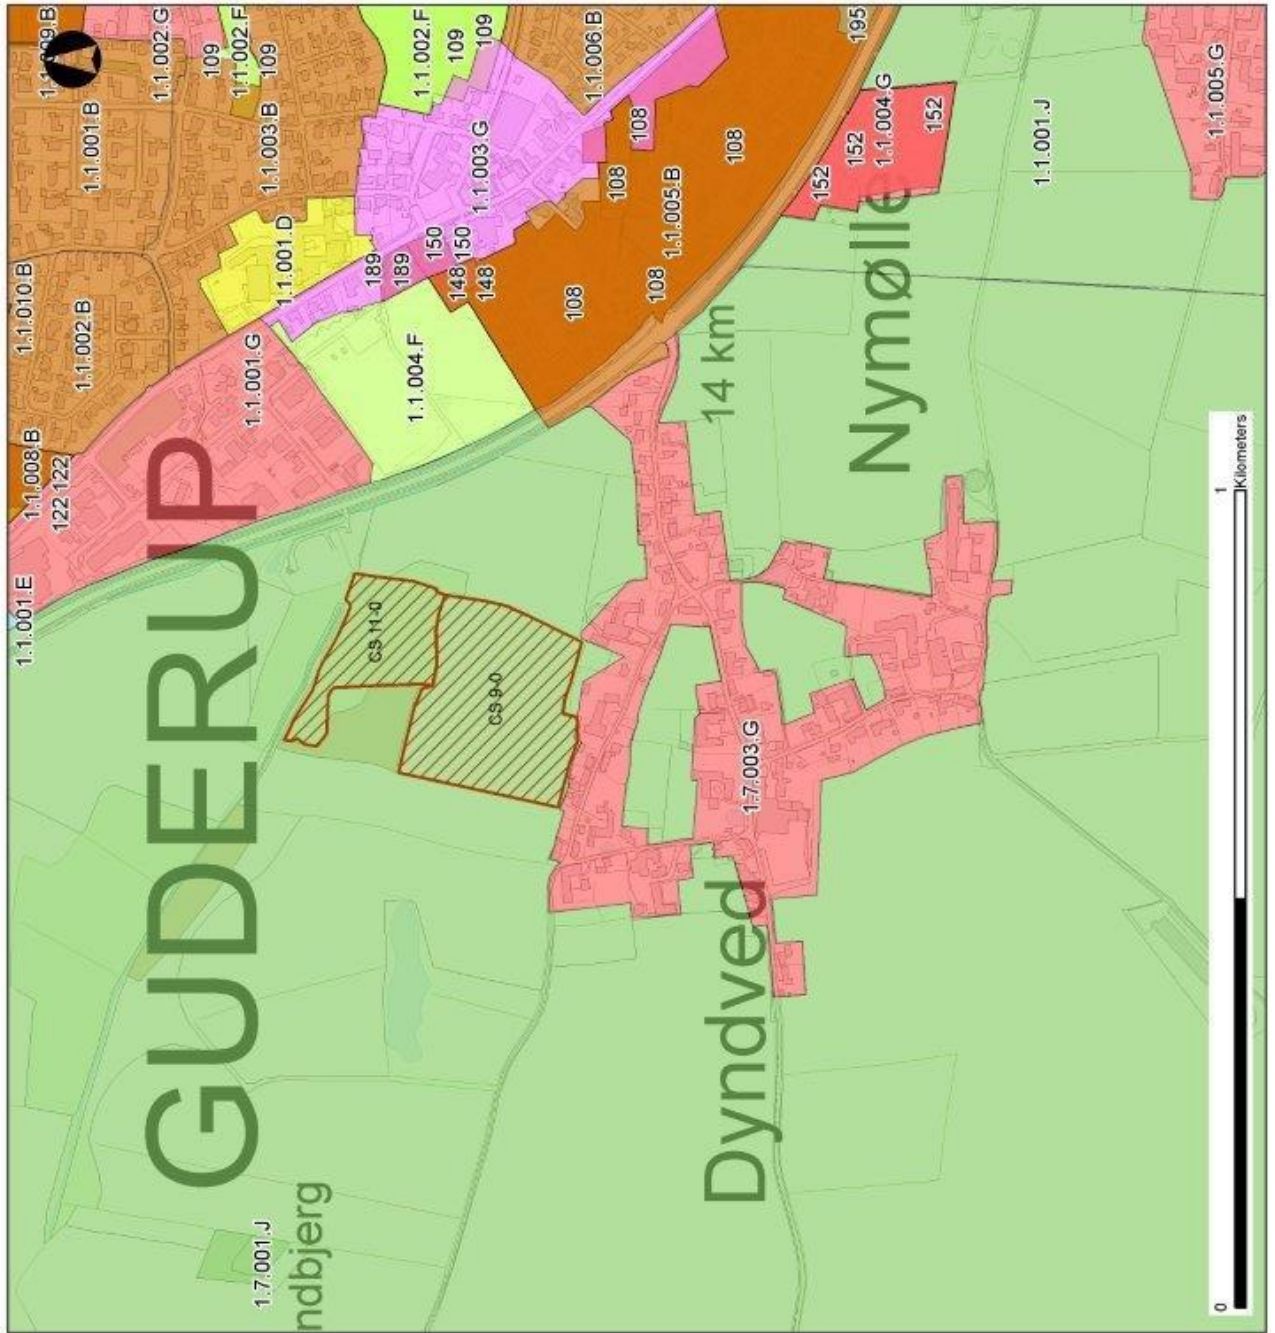 1.1.001.E
1.1.008.B
1.1.010.B
122 122
1.1.002.B
1.1.001.B
1.1.002.G
GUDERUP
109
1.1.002.F
1.1.001.G
1.7.001.J
109
1.1.003.B
1.1.001.D
ndbjerg
CS 11-0
189
189
1.1.004.F
1.1.002.F
150
109
148
150
148
1.1.003.G
109
CS 9-0
108
1.1.006.B
108
108
108
1.1.005.B
14 km
Dyndved
108
1.7.003.G
152
152
195
Nymølle
1.1.004.G
152
1.1.001.J
1.1.005.G
0 1
Kilometers